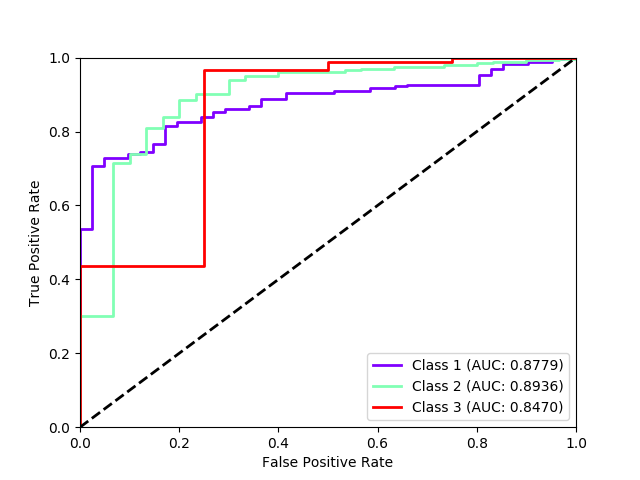 1.0
0.8
0.6
0.4
0.2
0.0
True Positive Rate
Class 1 (AUC: 0.8779)
Class 2 (AUC: 0.8936)
Class 3 (AUC: 0.8470)
0.0 0.2 0.4 0.6 0.8 1.0
False Positive Rate